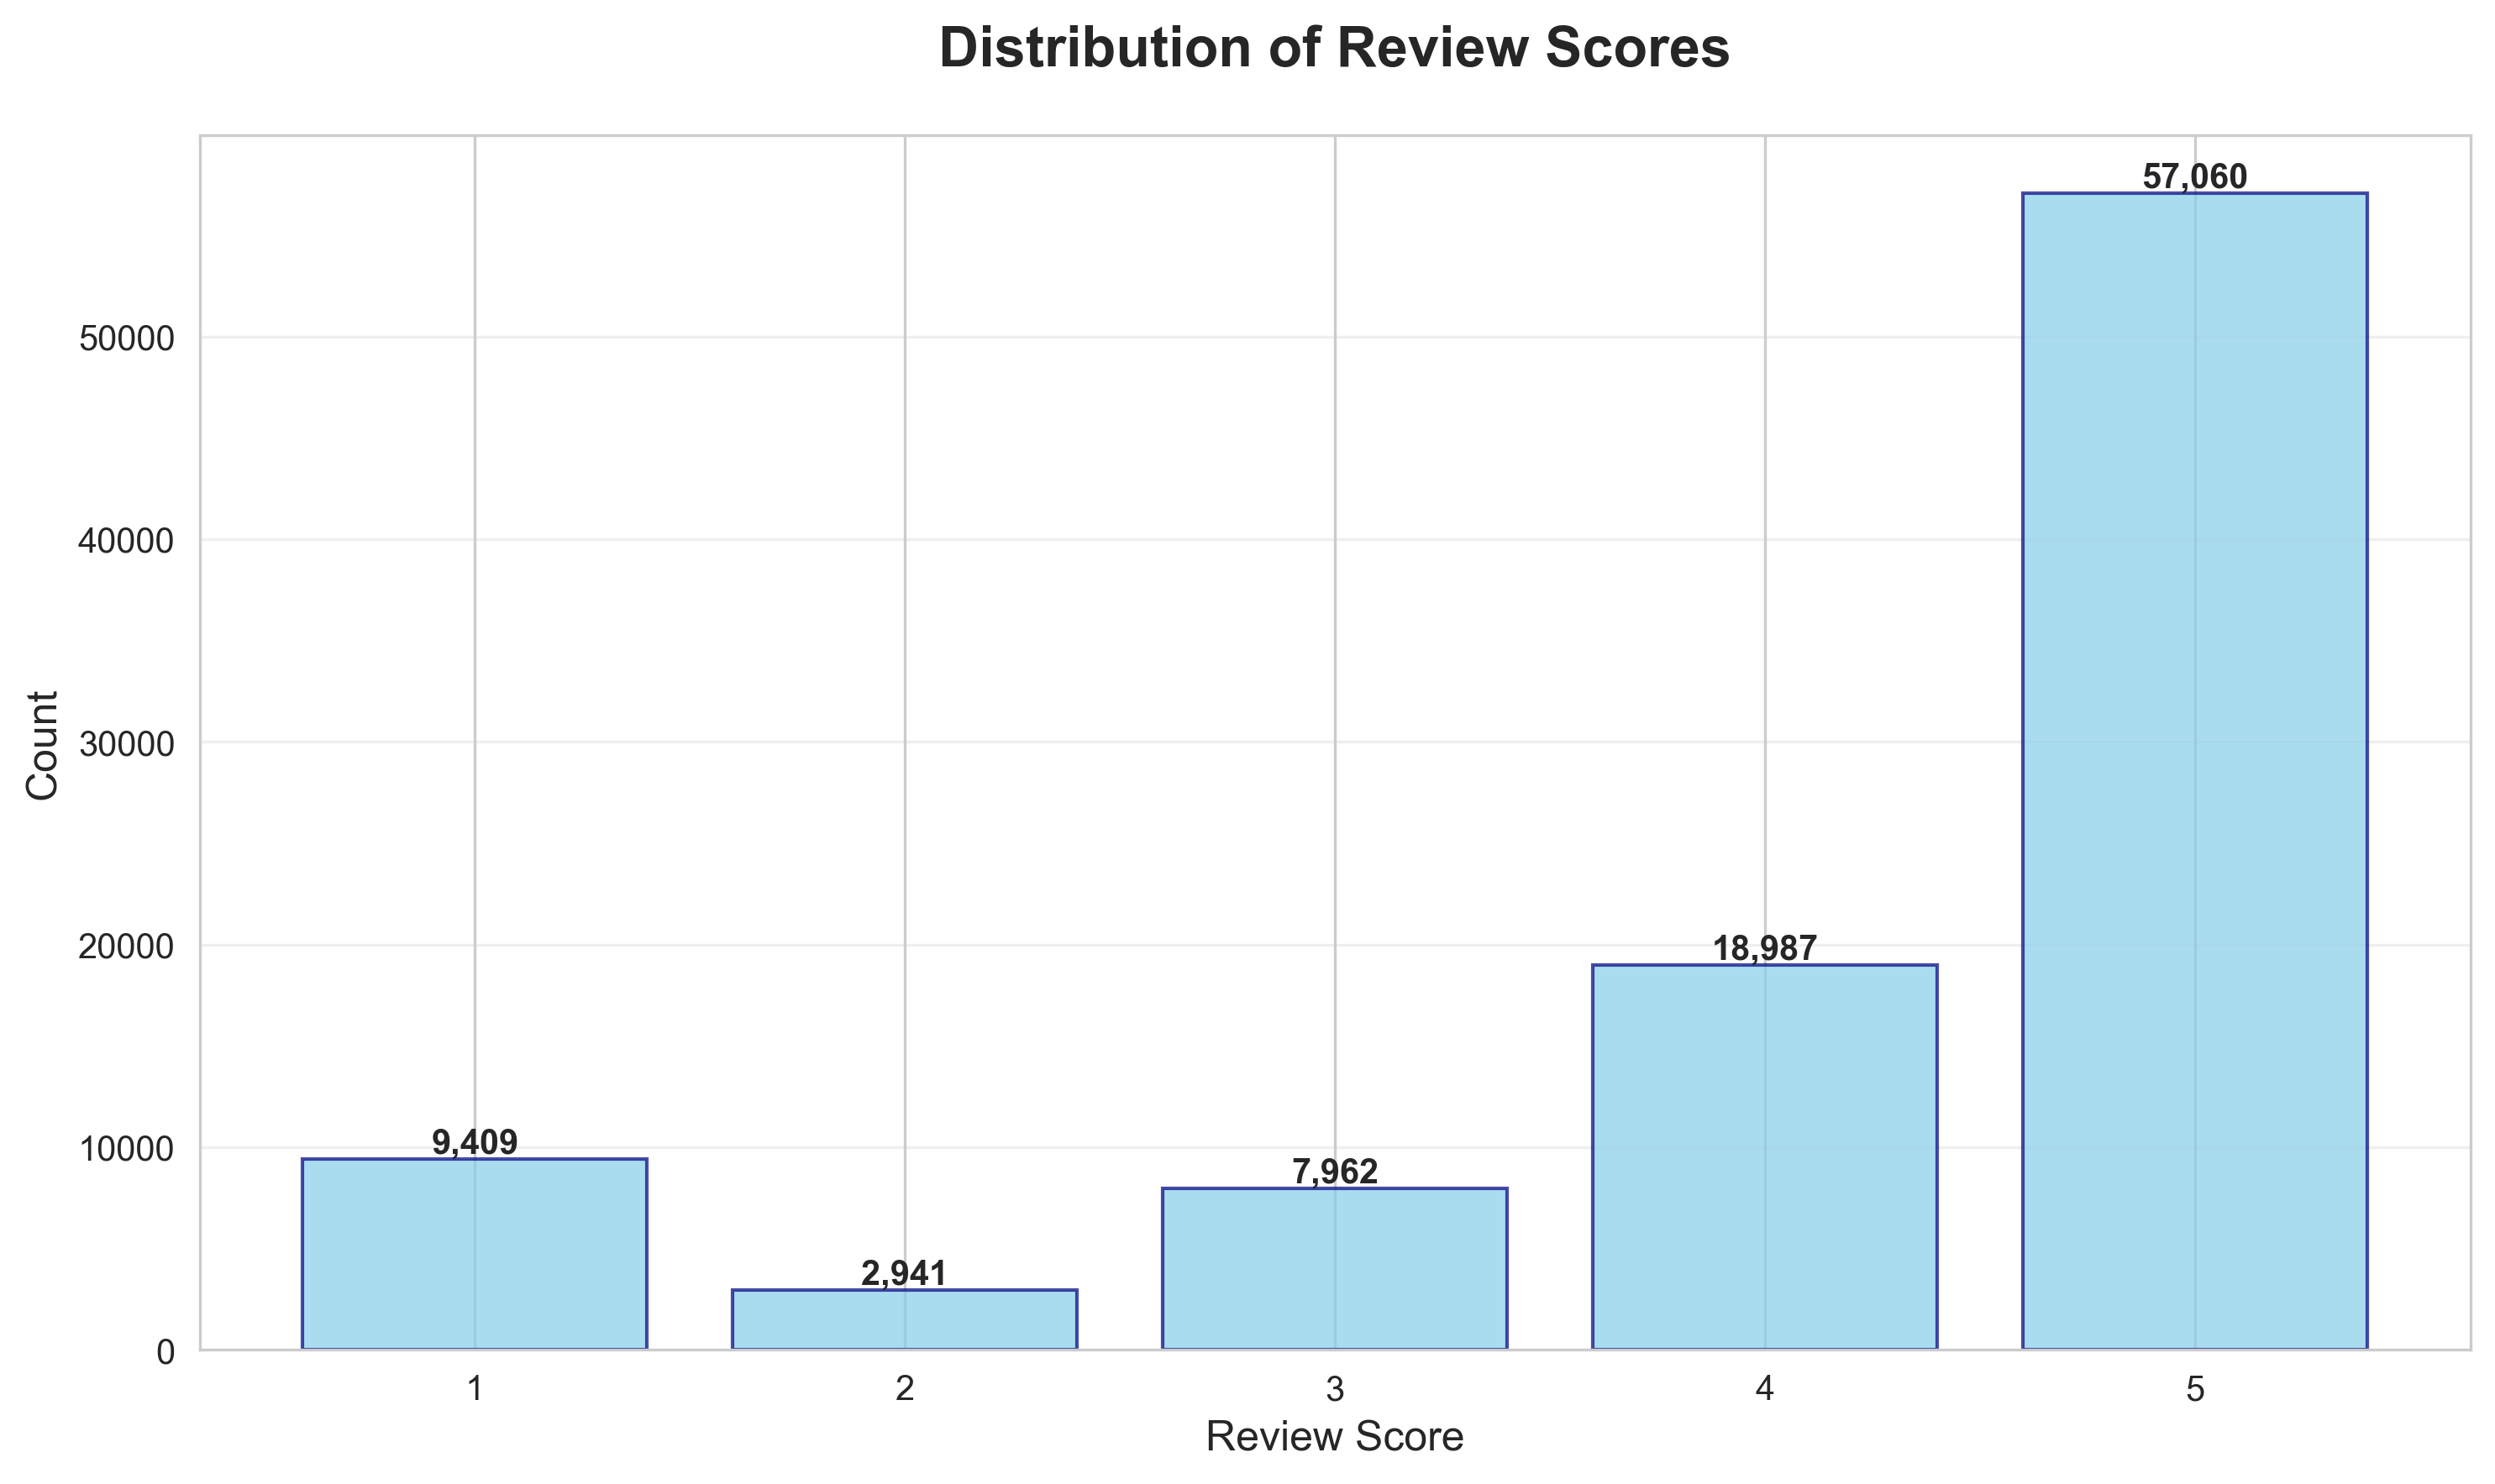 Distribution of Review Scores
57,060
50000
40000
Count
30000
20000
18,987
10000
9,409
7,962
2,941
0
1 2 3 4 5
Review Score